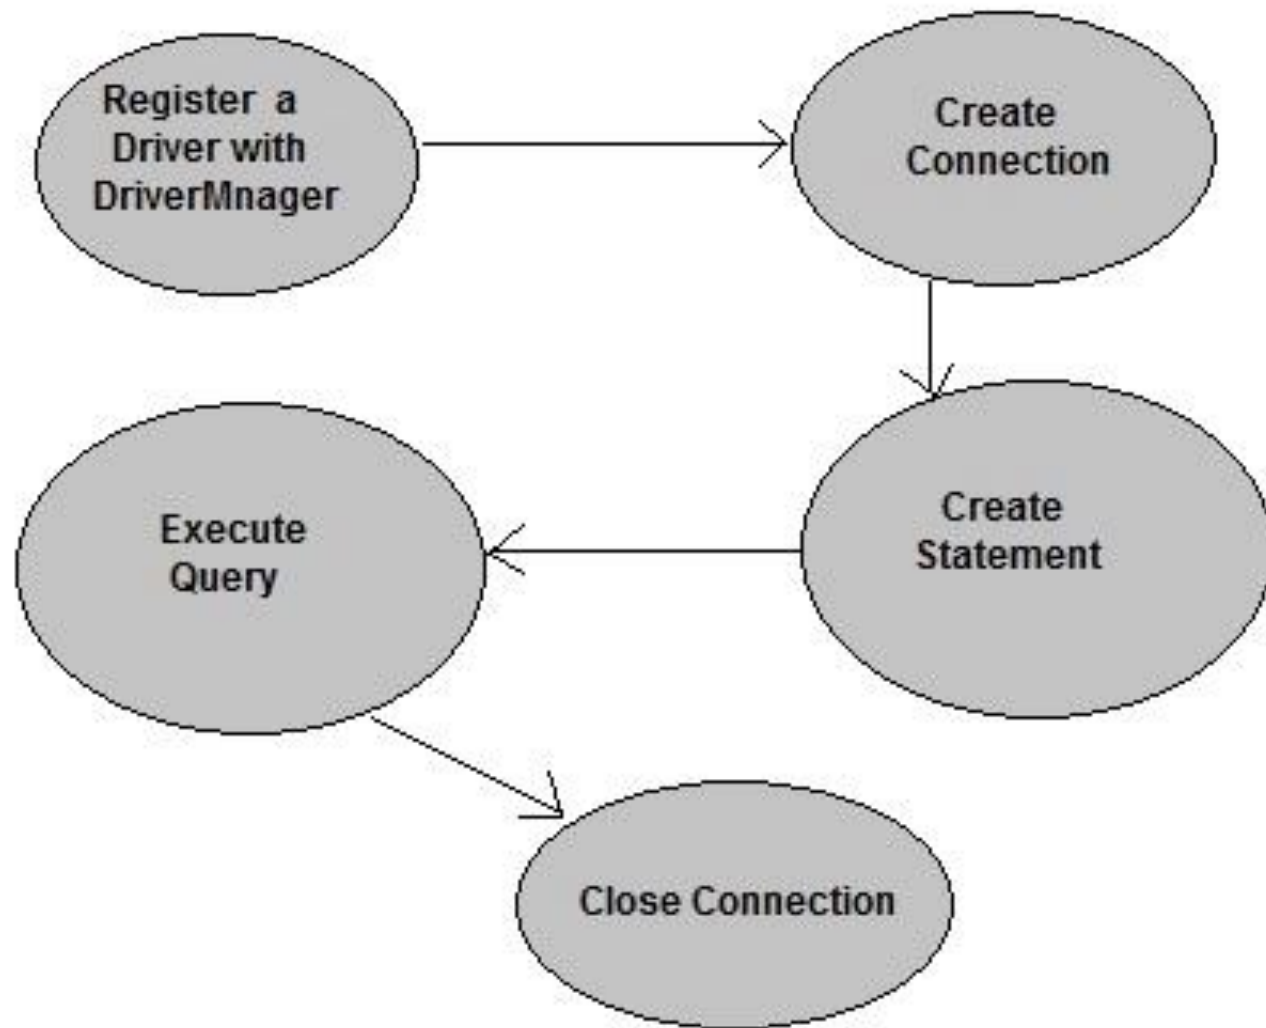 Register a
Driver with
DriverMnager
Create
Connection
Create
Statement
Execute
Query
Close Connection